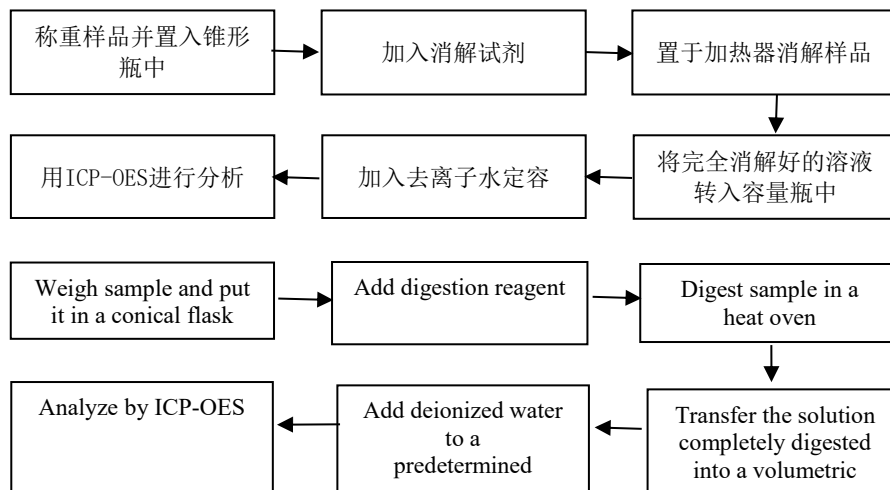 称重样品并置入锥形
瓶中
加入消解试剂
置于加热器消解样品
将完全消解好的溶液
转入容量瓶中
加入去离子水定容
用ICP-OES进行分析
Weigh sample and put
it in a conical flask
Add digestion reagent
Digest sample in a
heat oven
Transfer the solution
completely digested
into a volumetric
Add deionized water
to a
predetermined
Analyze by ICP-OES